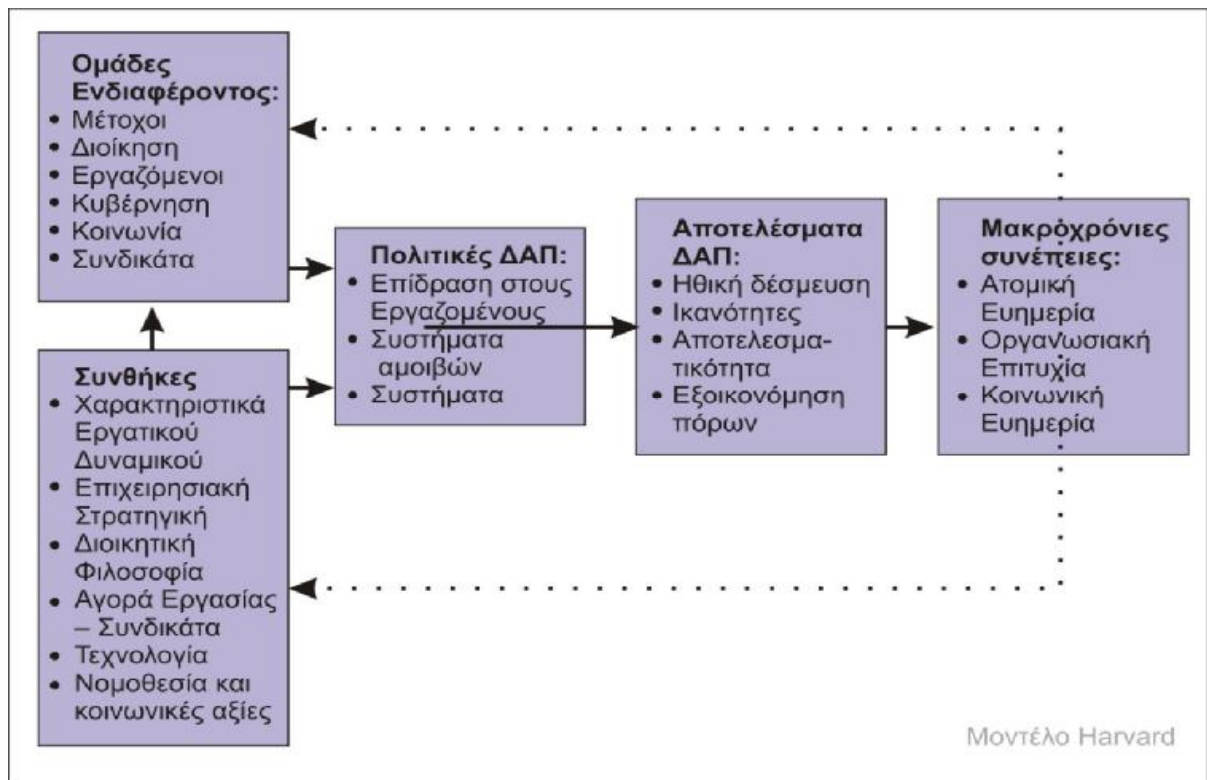 Ομάδες
Ενδιαφέροντος:
• Μέτοχοι
• Διοίκηση
• Εργαζόμενοι
• Κυβέρνηση
• Κοινωνία
• Συνδικάτα
Συνθήκες
• Χαρακτηριστικά
Εργατικού
Δυναμικού
• Επιχειρησιακή
Στρατηγική
• Διοικητική
Φιλοσοφία
• Αγορά Εργασίας
– Συνδικάτα
• Τεχνολογία
• Νομοθεσία και
κοινωνικές αξίες
Πολιτικές ΔΑΠ:
• Επίδραση στους
Εργαζομένους
• Συστήματα
αμοιβών
• Συστήματα
Αποτελέσματα
ΔΑΠ:
• Ηθική δέσμευση
• Ικανότητες
• Αποτελεσμα-
τικότητα
• Εξοικονόμηση
πόρων
Μακροχρόνιες
συνέπειες:
• Ατομική
Ευημερία
• Οργανωσιακή
Επιτυχία
• Κοινωνική
Ευημερία
Μοντέλο Harvard